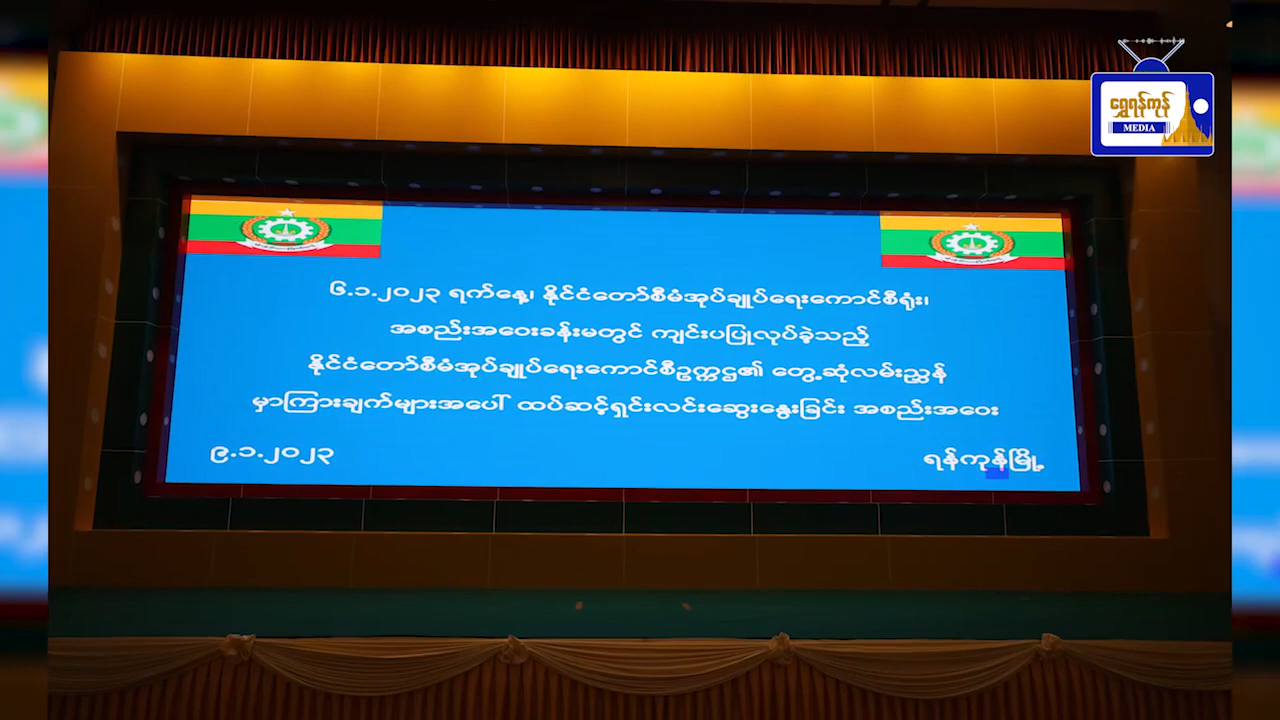 ရွှေရန်ကုန်
MEDIA
၆.၁.၂၀၂၃ ရက်နေ့၊ နိုင်ငံတော်စီမံအုပ်ချုပ်ရေးကောင်စီရုံး၊
အစည်းအဝေးခန်းမတွင် ကျင်းပပြုလုပ်ခဲ့သည့်
နိုင်ငံတော်စီမံအုပ်ချုပ်ရေးကောင်စီဥက္ကဌ၏ တွေ့ဆုံလမ်းညွှန်
မှာကြားချက်များအပေါ် ထပ်ဆင့်ရှင်းလင်းဆွေးနွေးခြင်း အစည်းအဝေး
၉.၁.၂၀၂၃
ရန်ကုန်မြို့